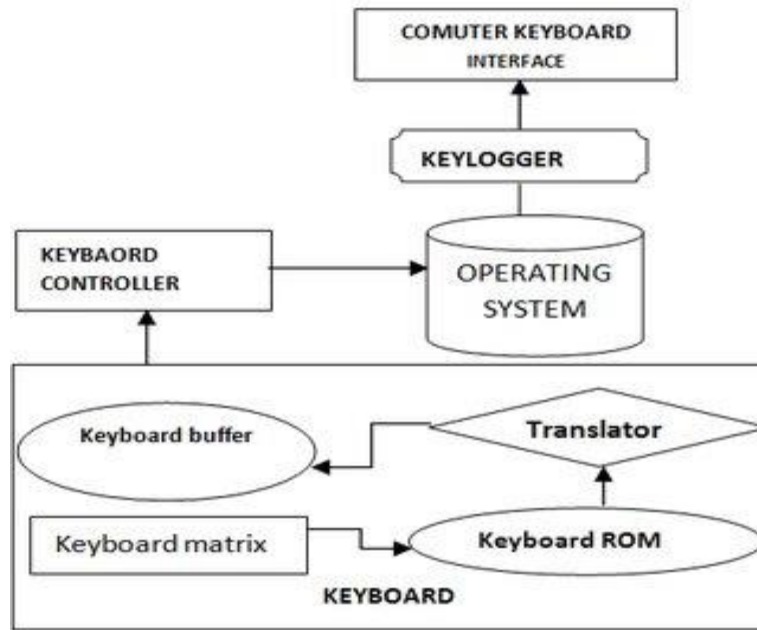 COMUTER KEYBOARD
INTERFACE
KEYLOGGER
KEYBAORD
CONTROLLER
OPERATING
SYSTEM
Keyboard buffer
Translator
Keyboard matrix
Keyboard ROM
KEYBOARD